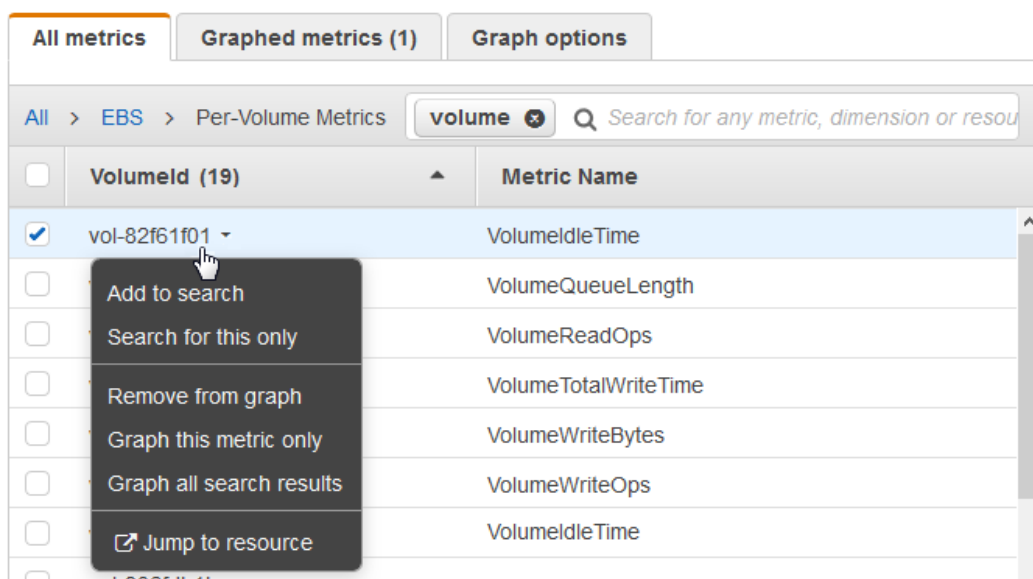 All metrics Graphed metrics (1) Graph options
All > EBS > Per-Volume Metrics volume Search for any metric, dimension or resou
VolumeId (19) Metric Name
vol-82f61f01 VolumeIdleTime
VolumeQueueLength
Add to search
VolumeReadOps
Search for this only
VolumeTotalWriteTime
Remove from graph
VolumeWriteBytes
Graph this metric only
VolumeWriteOps
Graph all search results
VolumeIdleTime
Jump to resource